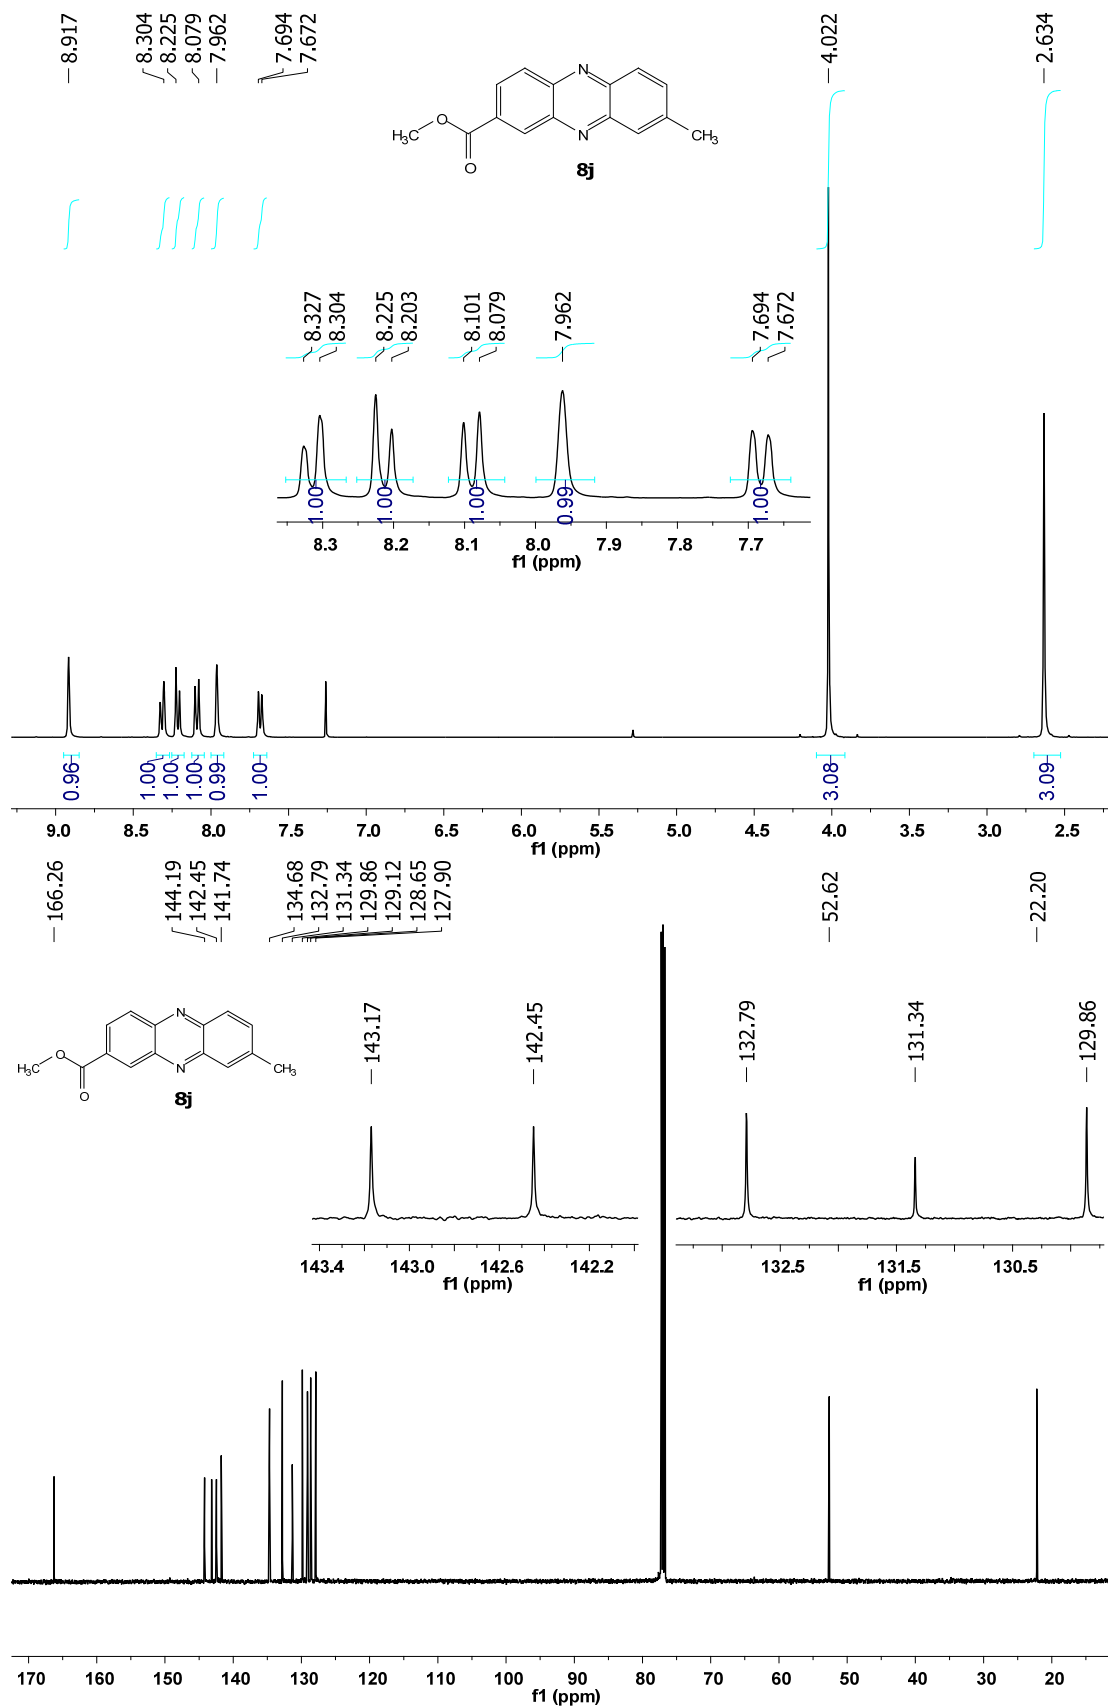 8.917
8.304
8.225
8.079
7.962
7.694
7.672
4.022
2.634
N
N
O
O
H₃C
CH₃
8j
8.327
8.304
8.225
8.203
8.101
8.079
7.962
7.694
7.672
1.00
1.00
1.00
0.99
1.00
8.3 8.2 8.1 8.0 7.9 7.8 7.7
f1 (ppm)
0.96
1.00
1.00
1.00
0.99
1.00
3.08
3.09
9.0 8.5 8.0 7.5 7.0 6.5 6.0 5.5 5.0 4.5 4.0 3.5 3.0 2.5
f1 (ppm)
166.26
144.19
142.45
141.74
134.68
132.79
131.34
129.86
129.12
128.65
127.90
52.62
22.20
N
N
O
O
H₃C
CH₃
8j
143.17
142.45
132.79
131.34
129.86
143.4 143.0 142.6 142.2
f1 (ppm)
132.5 131.5 130.5
f1 (ppm)
170 160 150 140 130 120 110 100 90 80 70 60 50 40 30 20
f1 (ppm)